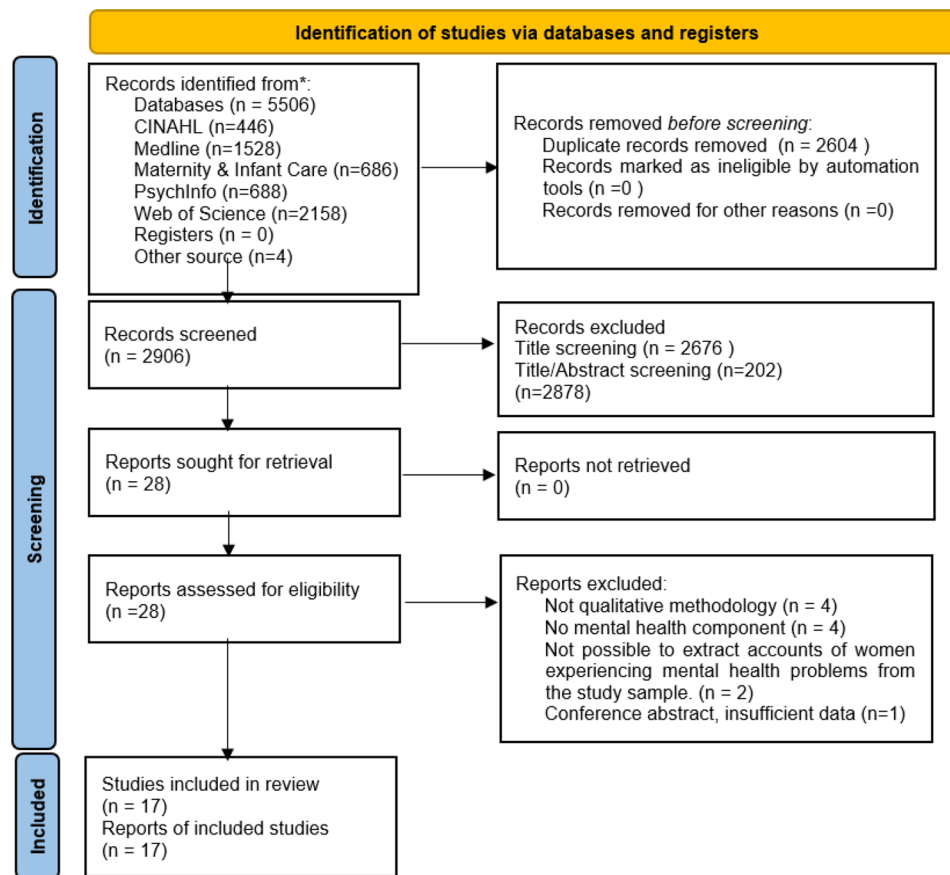 Identification of studies via databases and registers
Identification
Records identified from*:
Databases (n = 5506)
CINAHL (n=446)
Medline (n=1528)
Maternity & Infant Care (n=686)
PsychInfo (n=688)
Web of Science (n=2158)
Registers (n = 0)
Other source (n=4)
Records removed before screening:
Duplicate records removed (n = 2604 )
Records marked as ineligible by automation
tools (n =0 )
Records removed for other reasons (n =0)
Screening
Records screened
(n = 2906)
Records excluded
Title screening (n = 2676 )
Title/Abstract screening (n=202)
(n=2878)
Reports sought for retrieval
(n = 28)
Reports not retrieved
(n = 0)
Reports assessed for eligibility
(n =28)
Reports excluded:
Not qualitative methodology (n = 4)
No mental health component (n = 4)
Not possible to extract accounts of women
experiencing mental health problems from
the study sample. (n = 2)
Conference abstract, insufficient data (n=1)
Included
Studies included in review
(n = 17)
Reports of included studies
(n = 17)